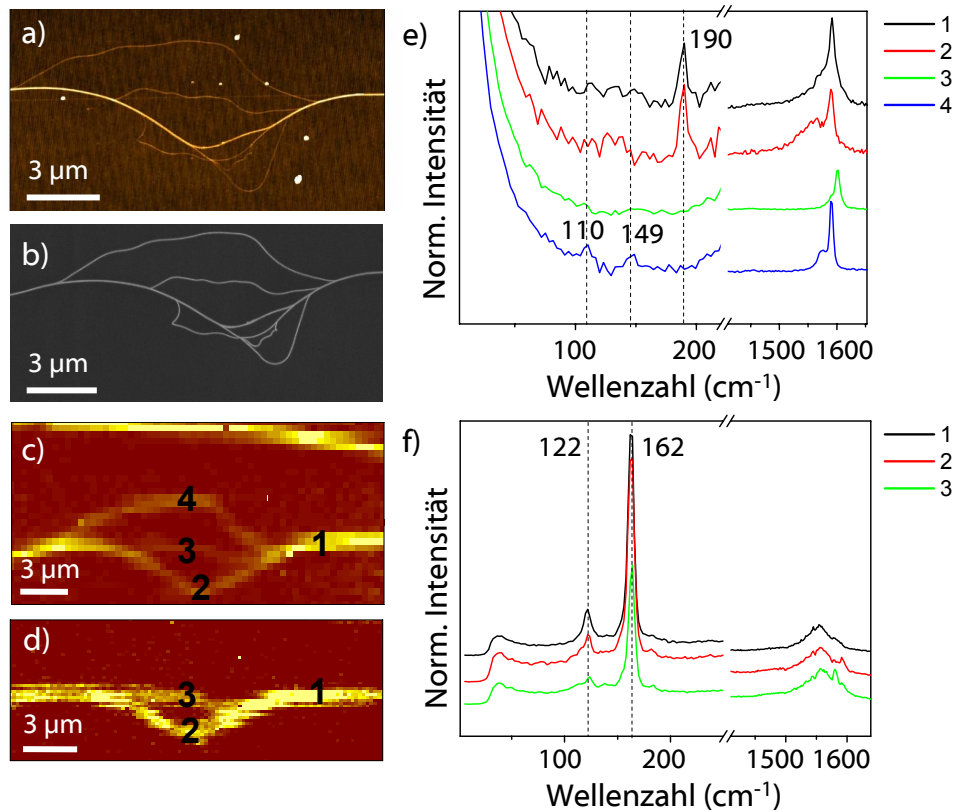 a)
3 µm
b)
3 µm
c)
4
3
1
2
3 µm
d)
3
1
2
3 µm
e)
190
110
149
1
2
3
4
Norm. Intensität
100
200
1500
1600
Wellenzahl (cm⁻¹)
f)
122
162
1
2
3
Norm. Intensität
100
200
1500
1600
Wellenzahl (cm⁻¹)